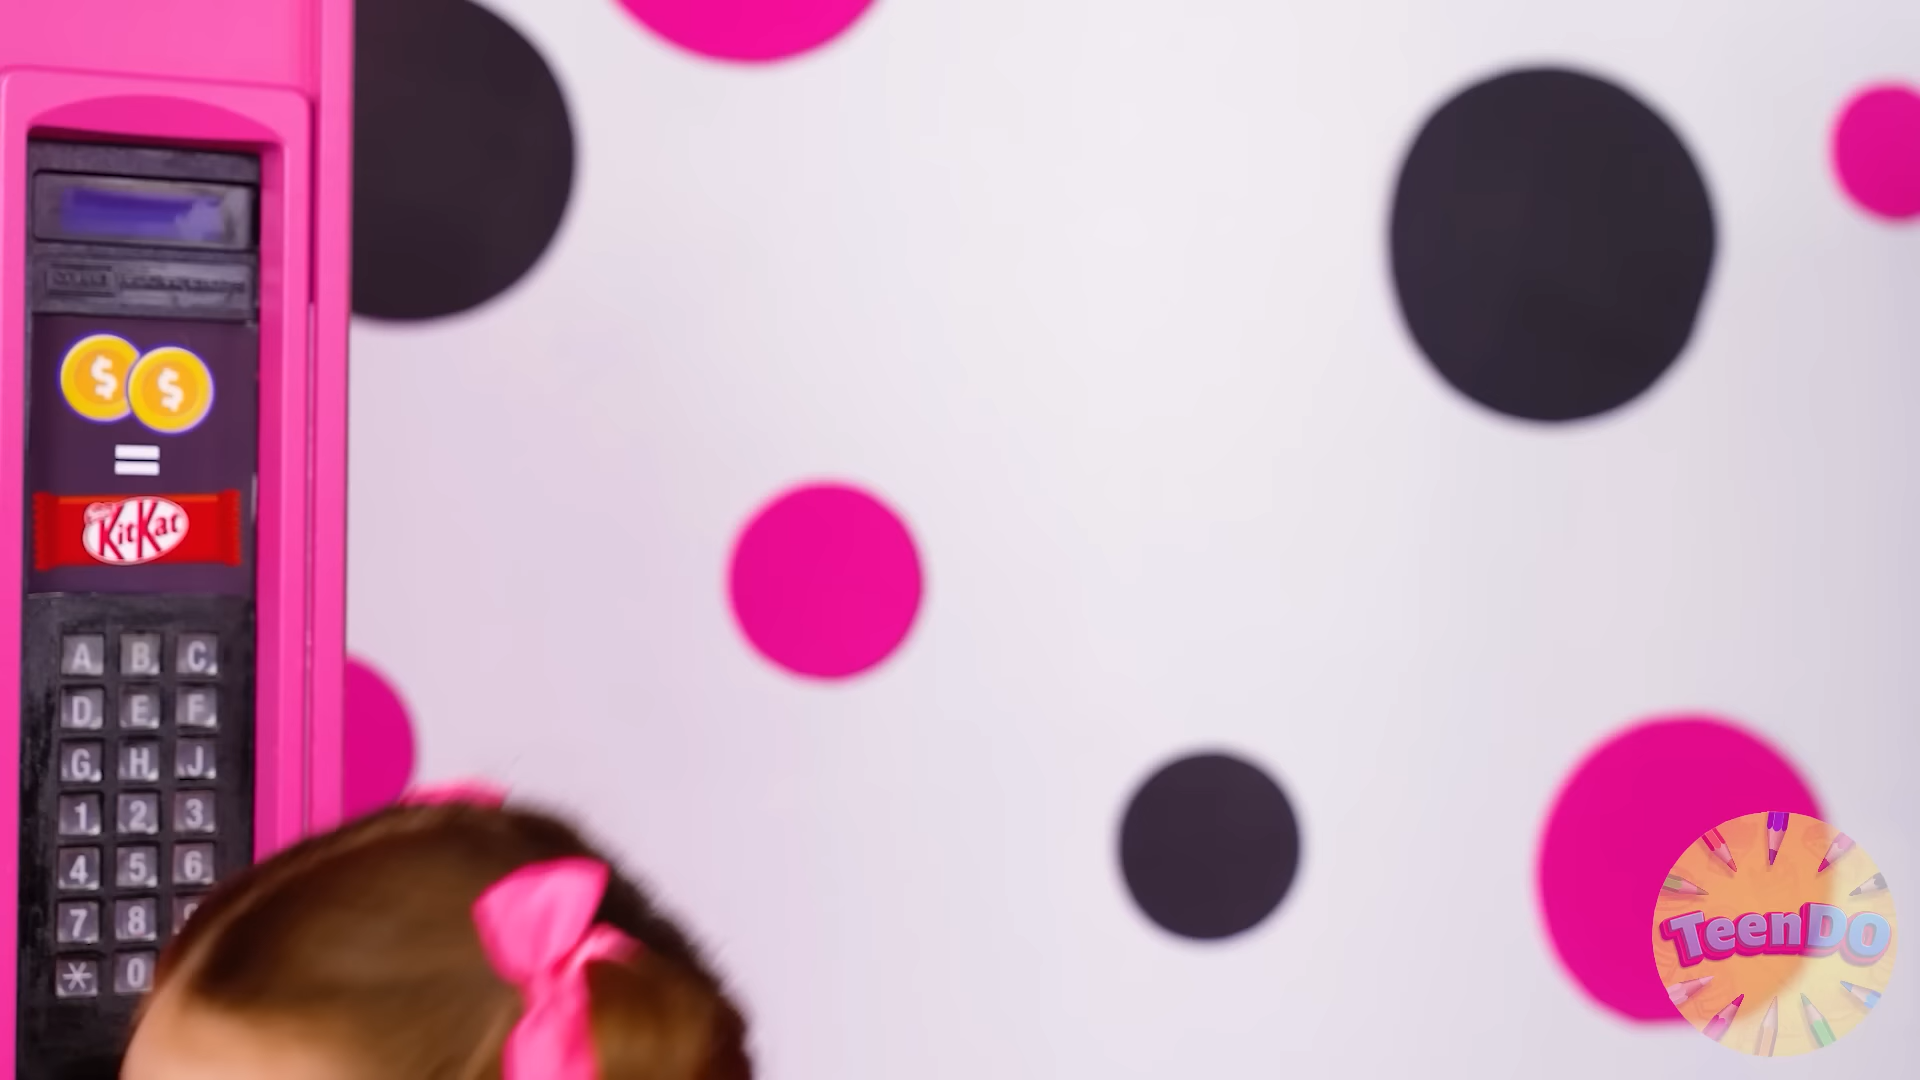 $ $
=
KitKat
A B C
D E F
G H J
1 2 3
4 5 6
7 8
* 0
TeenDo